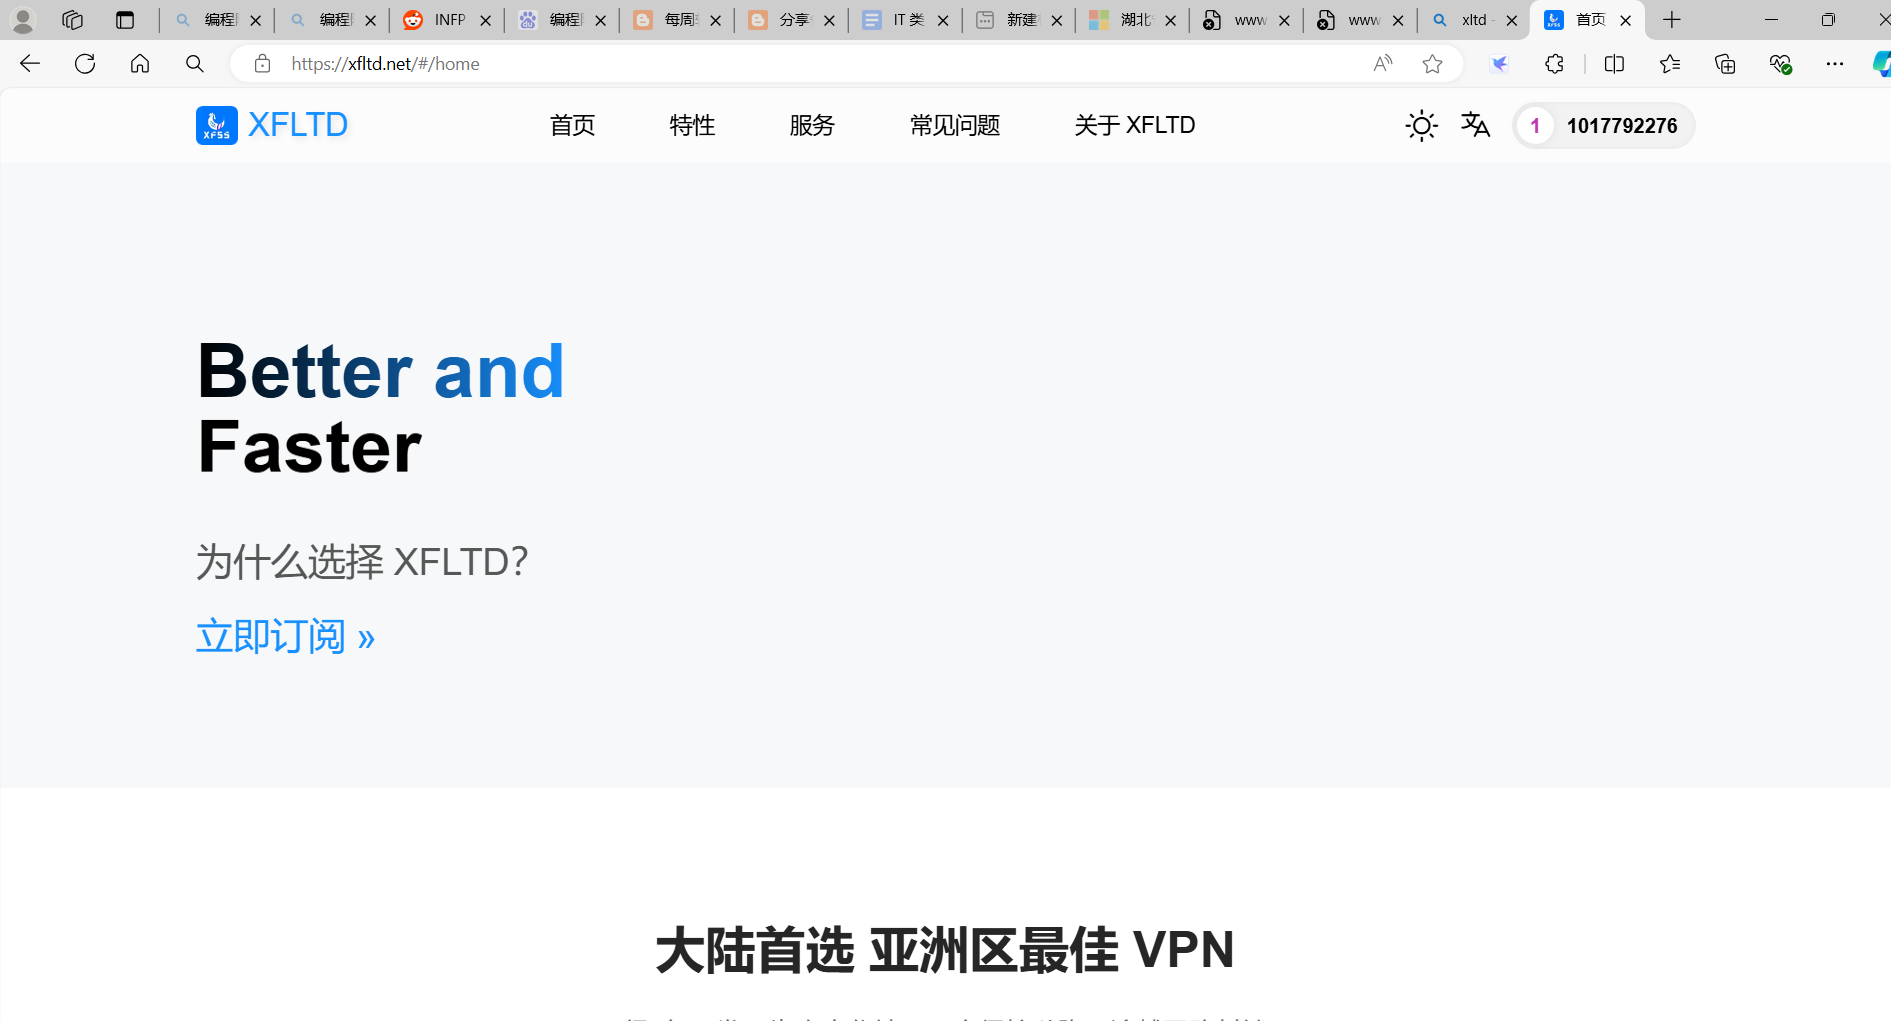 编程
编程
INFP
编程
每周
分享
IT 类
新建
湖北
www
www
xltd -
首页
https://xfltd.net/#/home
XFSS
XFLTD
首页
特性
服务
常见问题
关于 XFLTD
1
1017792276
Better and
Faster
为什么选择 XFLTD?
立即订阅 »
大陆首选 亚洲区最佳 VPN